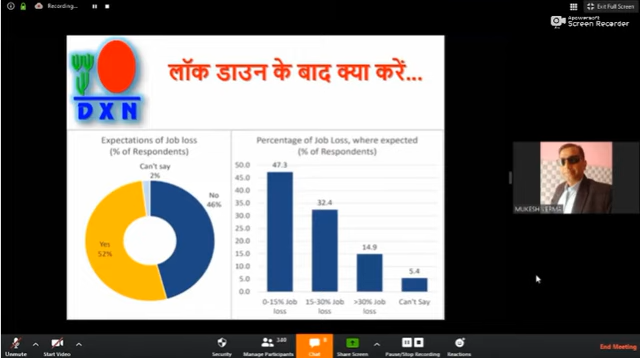 Recording...
Exit Full Screen
Apowersoft
Screen Recorder
लॉक डाउन के बाद क्या करें...
DXN
Expectations of Job loss
(% of Respondents)
Can't say
2%
No
46%
Yes
52%
Percentage of Job Loss, where expected
(% of Respondents)
50.0
45.0
40.0
35.0
30.0
25.0
20.0
15.0
10.0
5.0
0.0
47.3
32.4
14.9
5.4
0-15% Job
loss
15-30% Job
loss
>30% Job
loss
Can't Say
MUKESH
Unmute
Start Video
Security
Manage Participants
Chat
Share Screen
Pause/Stop Recording
Reactions
End Meeting